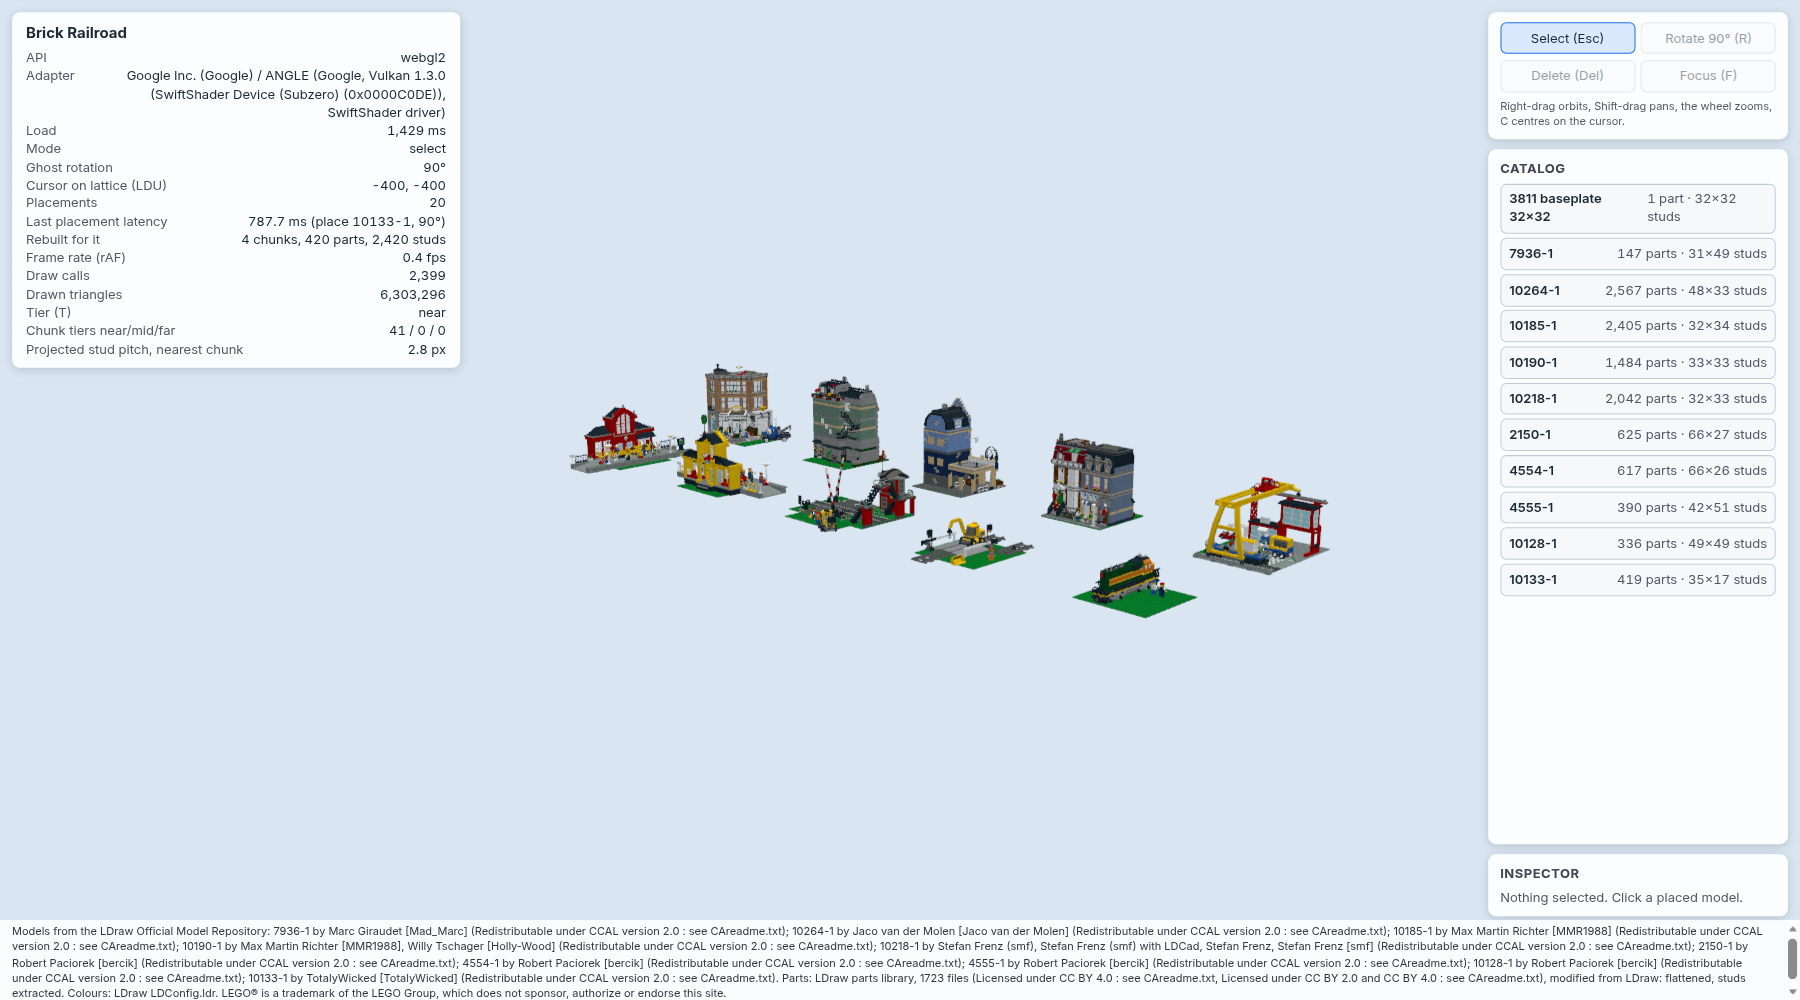 Brick Railroad
API webgl2
Adapter Google Inc. (Google) / ANGLE (Google, Vulkan 1.3.0
(SwiftShader Device (Subzero) (0x0000C0DE)),
SwiftShader driver)
Load 1,429 ms
Mode select
Ghost rotation 90°
Cursor on lattice (LDU) -400, -400
Placements 20
Last placement latency 787.7 ms (place 10133-1, 90°)
Rebuilt for it 4 chunks, 420 parts, 2,420 studs
Frame rate (rAF) 0.4 fps
Draw calls 2,399
Drawn triangles 6,303,296
Tier (T) near
Chunk tiers near/mid/far 41 / 0 / 0
Projected stud pitch, nearest chunk 2.8 px
Select (Esc) Rotate 90° (R)
Delete (Del) Focus (F)
Right-drag orbits, Shift-drag pans, the wheel zooms,
C centres on the cursor.
CATALOG
3811 baseplate 1 part · 32×32
32×32 studs
7936-1 147 parts · 31×49 studs
10264-1 2,567 parts · 48×33 studs
10185-1 2,405 parts · 32×34 studs
10190-1 1,484 parts · 33×33 studs
10218-1 2,042 parts · 32×33 studs
2150-1 625 parts · 66×27 studs
4554-1 617 parts · 66×26 studs
4555-1 390 parts · 42×51 studs
10128-1 336 parts · 49×49 studs
10133-1 419 parts · 35×17 studs
INSPECTOR
Nothing selected. Click a placed model.
Models from the LDraw Official Model Repository: 7936-1 by Marc Giraudet [Mad_Marc] (Redistributable under CCAL version 2.0 : see CAreadme.txt); 10264-1 by Jaco van der Molen [Jaco van der Molen] (Redistributable under CCAL version 2.0 : see CAreadme.txt); 10185-1 by Max Martin Richter [MMR1988] (Redistributable under CCAL
version 2.0 : see CAreadme.txt); 10190-1 by Max Martin Richter [MMR1988], Willy Tschager [Holly-Wood] (Redistributable under CCAL version 2.0 : see CAreadme.txt); 10218-1 by Stefan Frenz (smf), Stefan Frenz (smf) with LDCad, Stefan Frenz, Stefan Frenz [smf] (Redistributable under CCAL version 2.0 : see CAreadme.txt); 2150-1 by
Robert Paciorek [bercik] (Redistributable under CCAL version 2.0 : see CAreadme.txt); 4554-1 by Robert Paciorek [bercik] (Redistributable under CCAL version 2.0 : see CAreadme.txt); 4555-1 by Robert Paciorek [bercik] (Redistributable under CCAL version 2.0 : see CAreadme.txt); 10128-1 by Robert Paciorek [bercik] (Redistributable
under CCAL version 2.0 : see CAreadme.txt); 10133-1 by TotalyWicked [TotalyWicked] (Redistributable under CCAL version 2.0 : see CAreadme.txt). Parts: LDraw parts library, 1723 files (Licensed under CC BY 4.0 : see CAreadme.txt, Licensed under CC BY 2.0 and CC BY 4.0 : see CAreadme.txt), modified from LDraw: flattened, studs
extracted. Colours: LDraw LDConfig.ldr. LEGO® is a trademark of the LEGO Group, which does not sponsor, authorize or endorse this site.